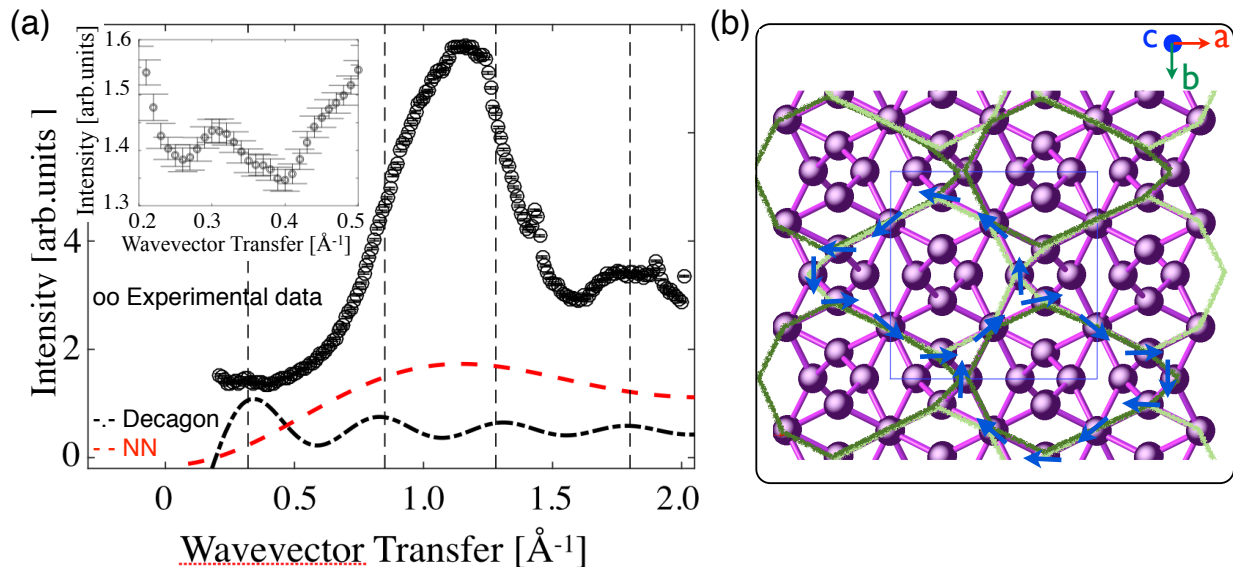 (a)
Intensity [arb.units]
4
2
0
0
0.5
1.0
1.5
2.0
Wavevector Transfer [Å-1]
Intensity [arb.units]
1.6
1.5
1.4
1.3
0.2
0.3
0.4
0.5
Wavevector Transfer [Å-1]
oo Experimental data
-.- Decagon
- - NN
(b)
c
a
b